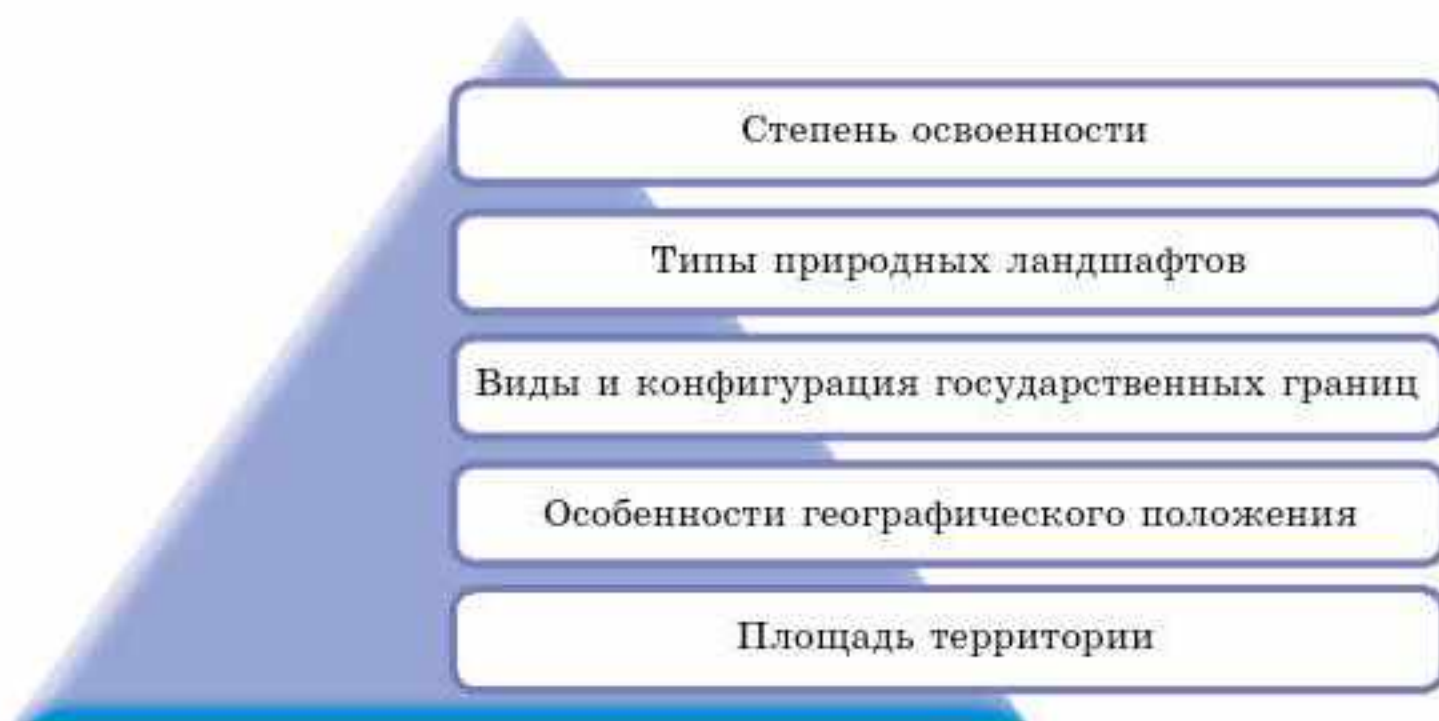 Степень освоенности
Типы природных ландшафтов
Виды и конфигурация государственных границ
Особенности географического положения
Площадь территории